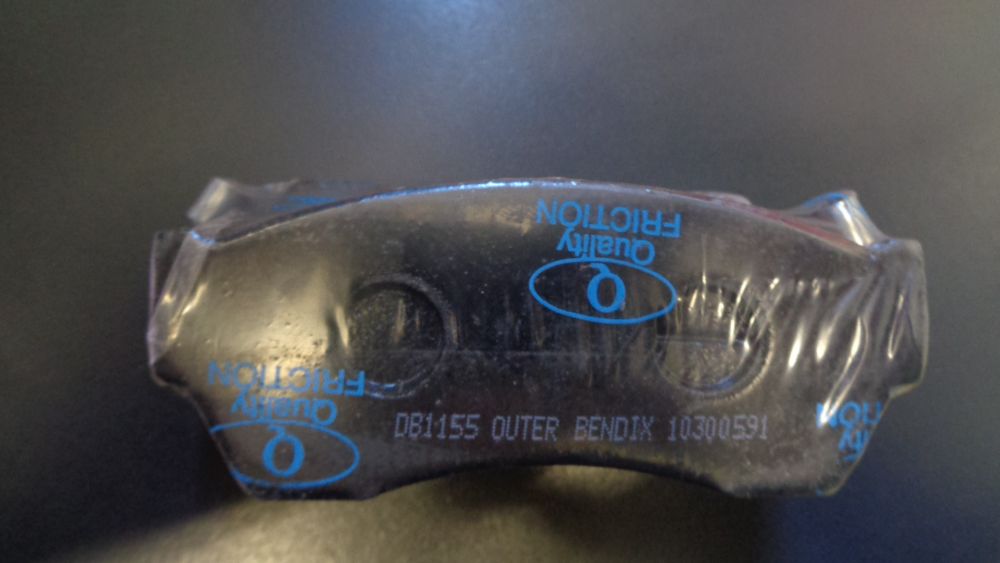 Q
Quality
FRICTION
Q
Quality
FRICTION
DB1155 OUTER BENDIX 10300591